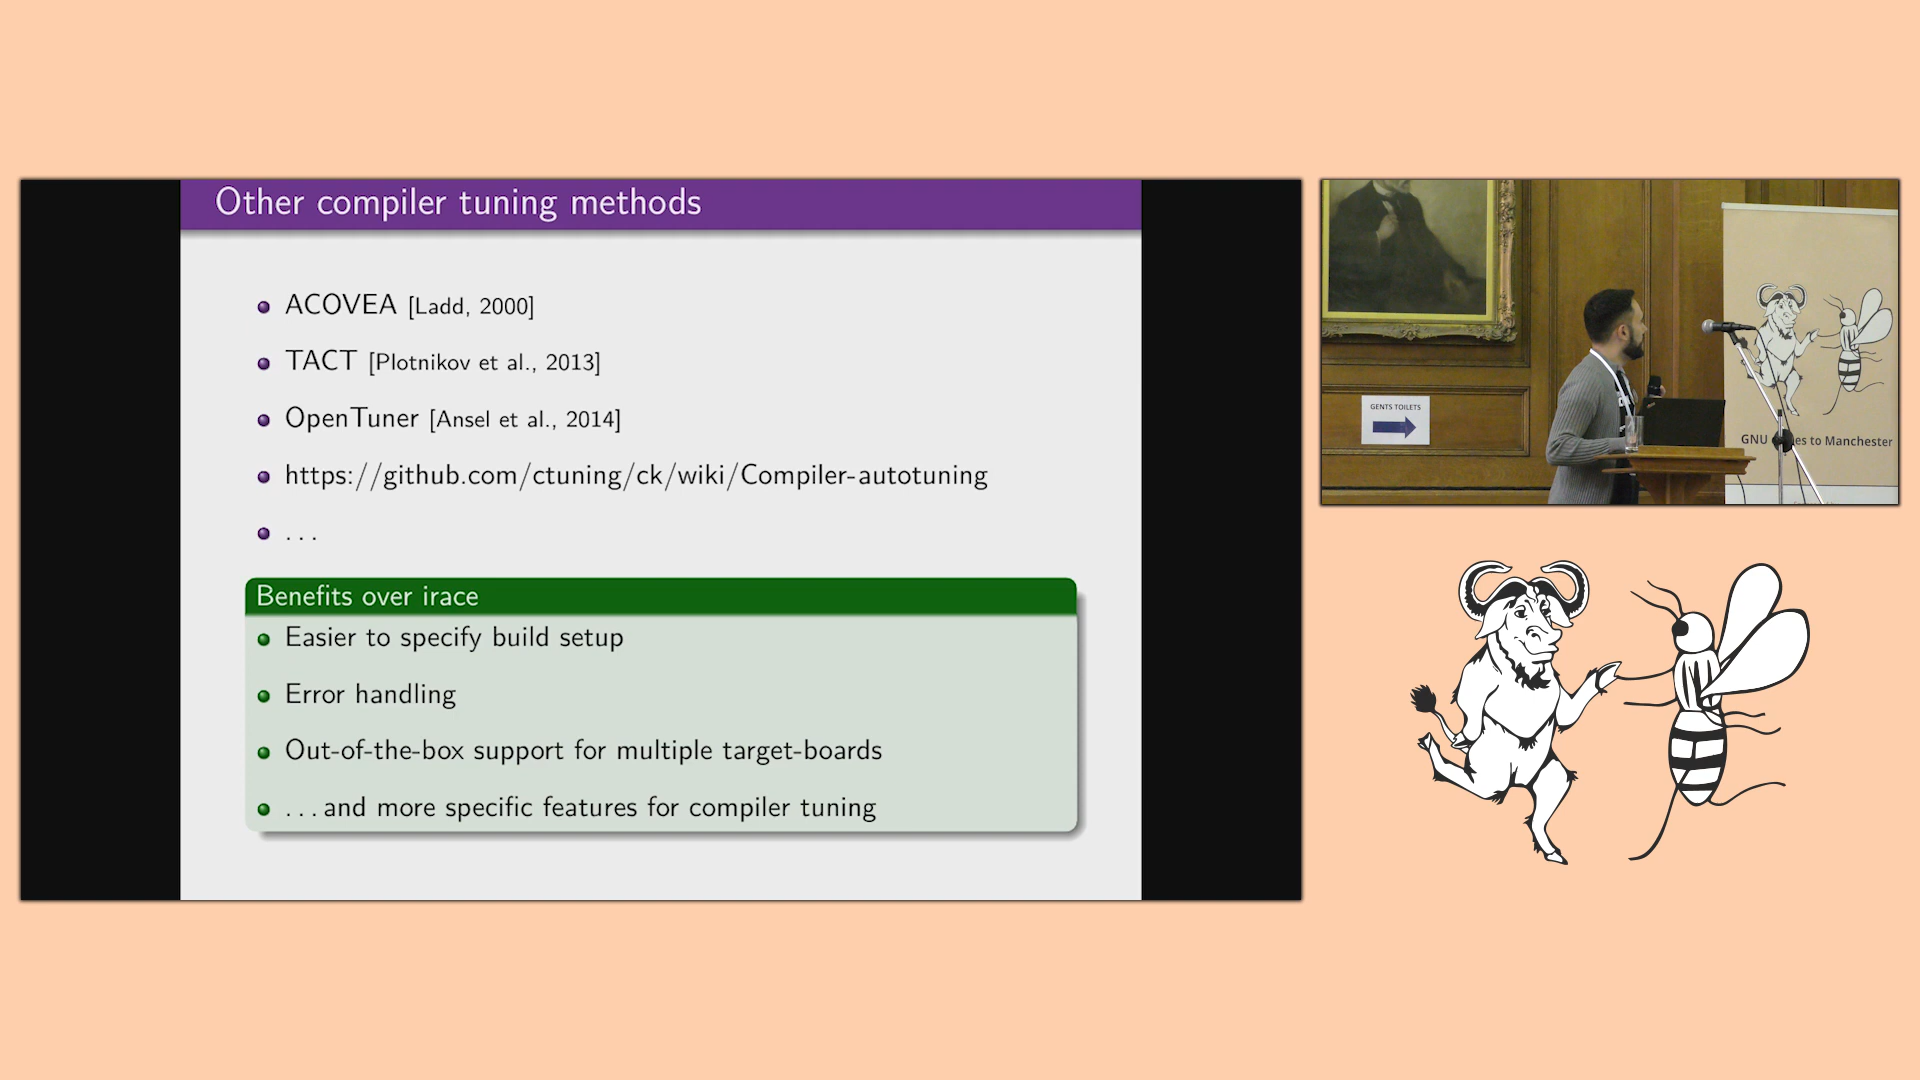 Other compiler tuning methods
ACOVEA [Ladd, 2000]
TACT [Plotnikov et al., 2013]
OpenTuner [Ansel et al., 2014]
https://github.com/ctuning/ck/wiki/Compiler-autotuning
...
Benefits over irace
Easier to specify build setup
Error handling
Out-of-the-box support for multiple target-boards
...and more specific features for compiler tuning
GENTS TOILETS
GNU
to Manchester